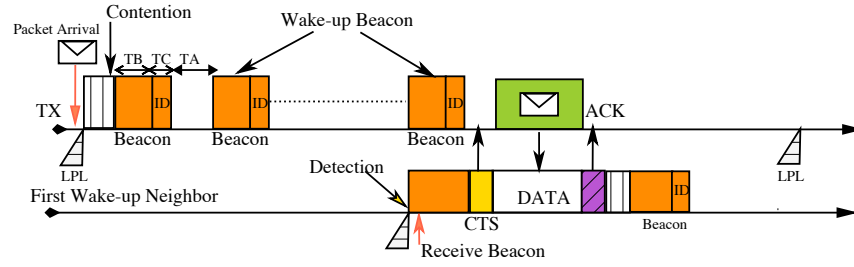 Contention
Wake-up Beacon
Packet Arrival
TB TC TA
TX
ID
ID
ID
ACK
Beacon
Beacon
Beacon
LPL
LPL
Detection
First Wake-up Neighbor
DATA
ID
CTS
Beacon
Receive Beacon